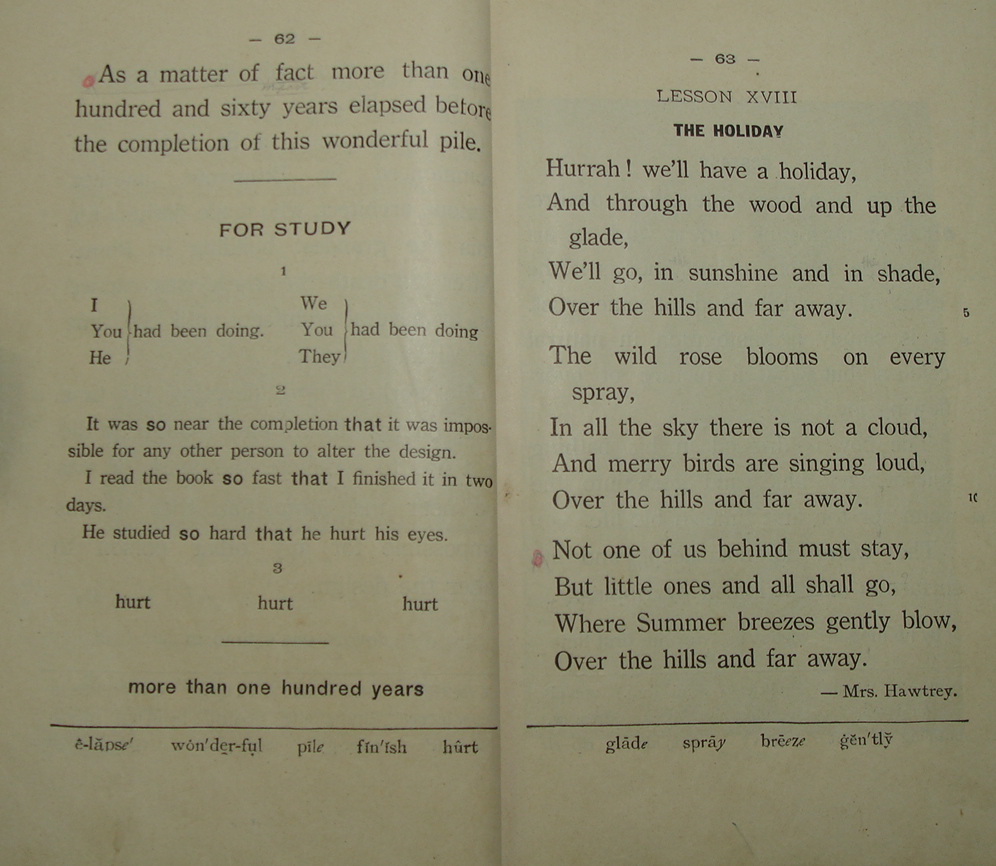 — 62 —
As a matter of fact more than one
hundred and sixty years elapsed before
the completion of this wonderful pile.
FOR STUDY
1
I
You had been doing.
He
We
You had been doing
They
2
It was so near the completion that it was impos-
sible for any other person to alter the design.
I read the book so fast that I finished it in two
days.
He studied so hard that he hurt his eyes.
3
hurt hurt hurt
more than one hundred years
ê-lăpse′ wȯn′de̱r-fu̱l pīle fĭn′ĭsh hûrt
— 63 —
LESSON XVIII
THE HOLIDAY
Hurrah! we'll have a holiday,
And through the wood and up the
glade,
We'll go, in sunshine and in shade,
Over the hills and far away. 5
The wild rose blooms on every
spray,
In all the sky there is not a cloud,
And merry birds are singing loud,
Over the hills and far away. 10
Not one of us behind must stay,
But little ones and all shall go,
Where Summer breezes gently blow,
Over the hills and far away.
— Mrs. Hawtrey.
glāde sprāy brēeze ġĕn′tly̆